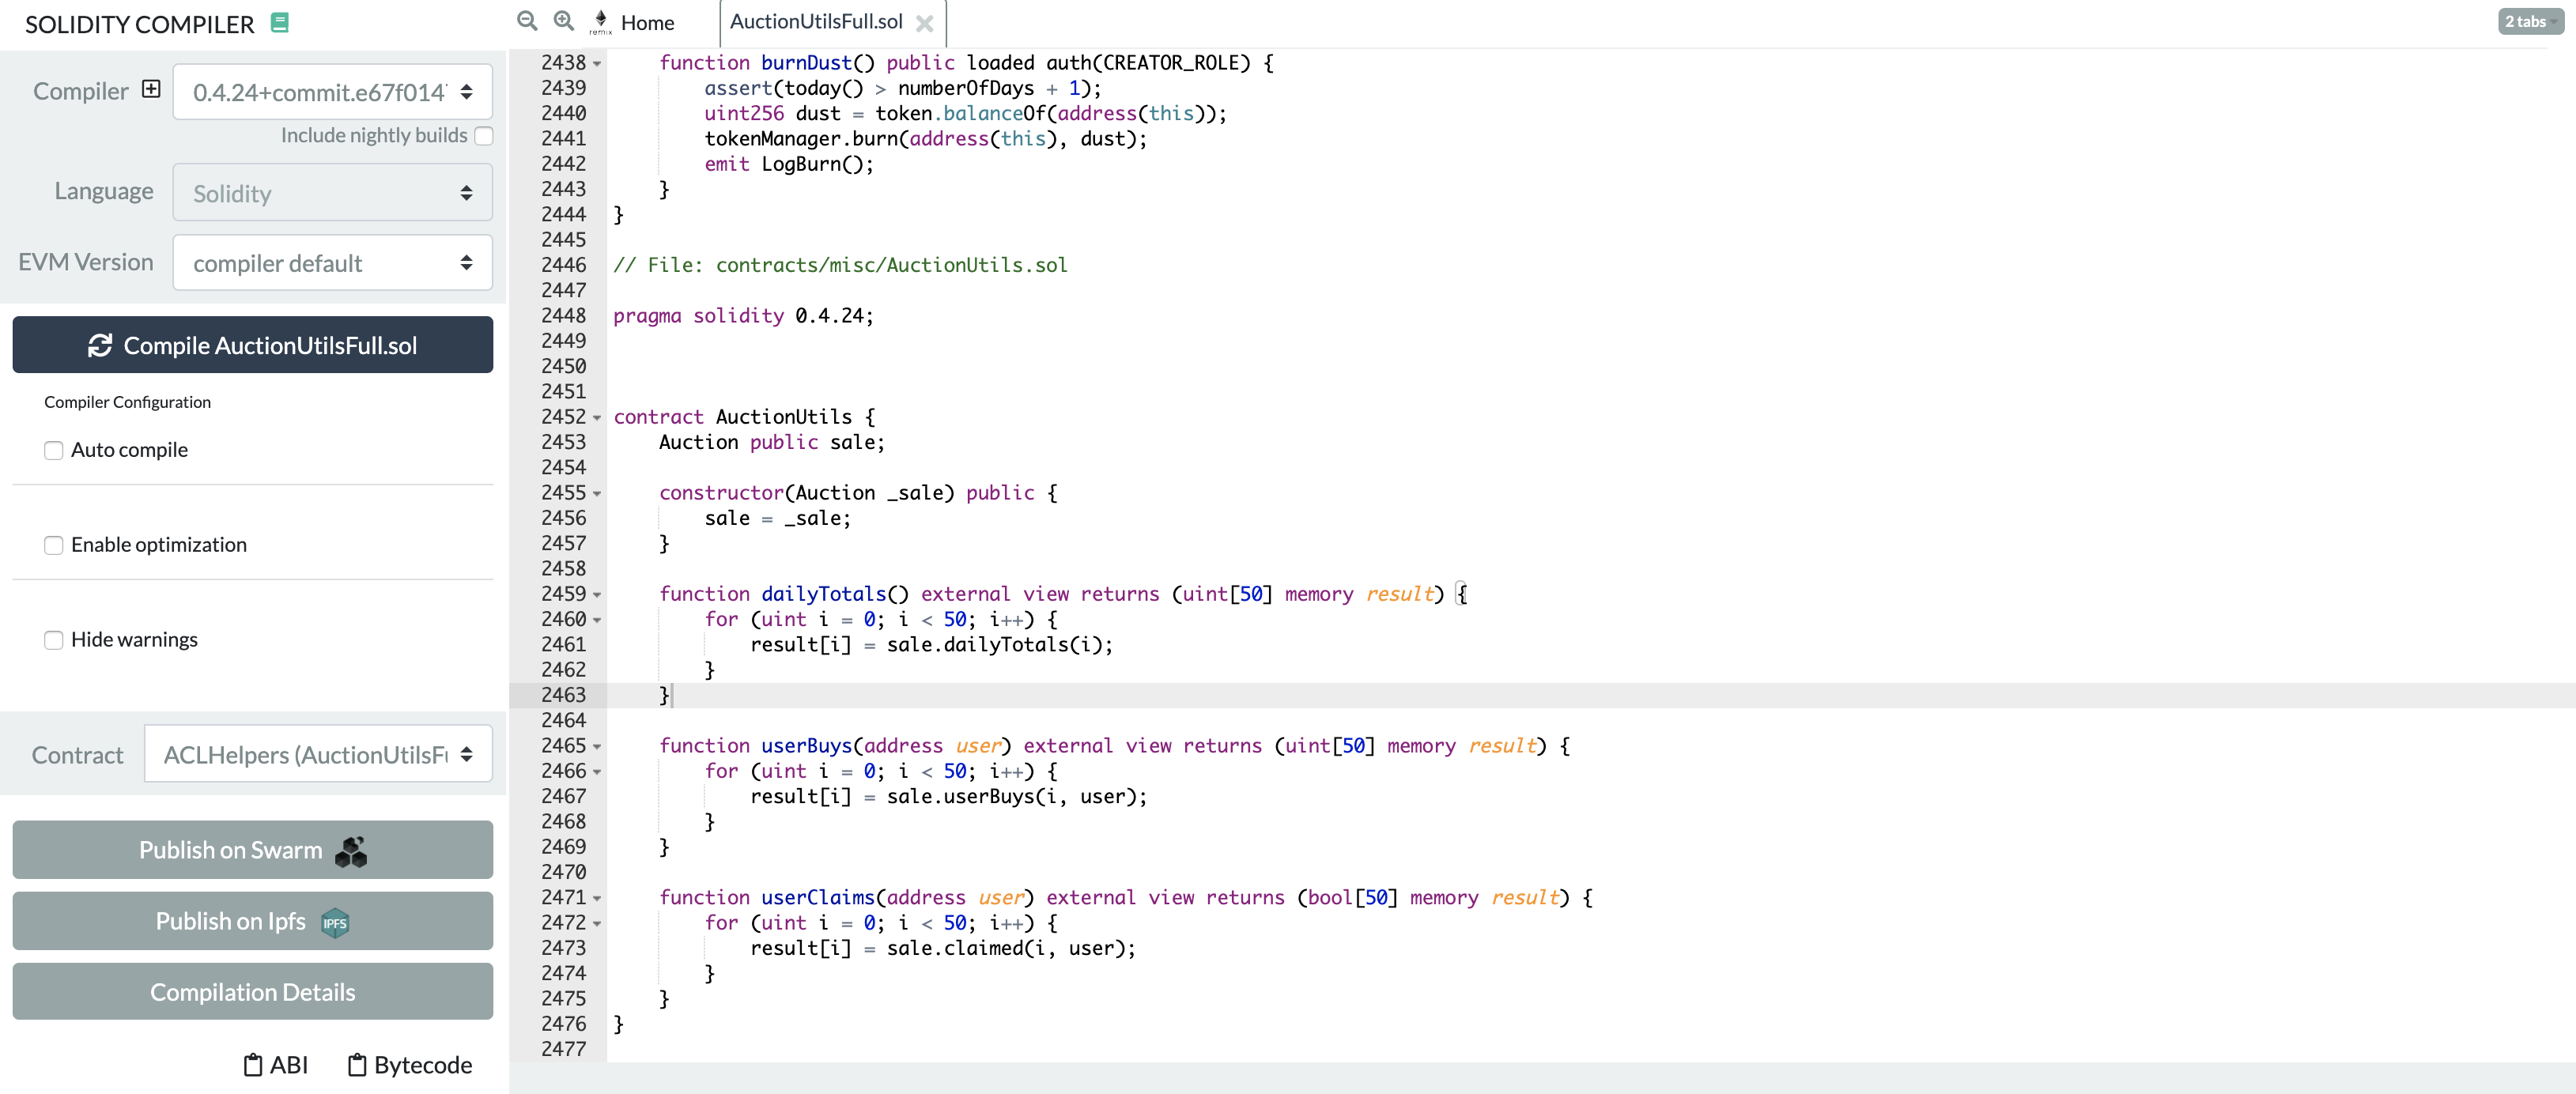 SOLIDITY COMPILER
Compiler
0.4.24+commit.e67f014
Include nightly builds
Language
Solidity
EVM Version
compiler default
Compile AuctionUtilsFull.sol
Compiler Configuration
Auto compile
Enable optimization
Hide warnings
Contract
ACLHelpers (AuctionUtilsF
Publish on Swarm
Publish on Ipfs
IPFS
Compilation Details
ABI
Bytecode
remix
Home
AuctionUtilsFull.sol
2 tabs
2438 function burnDust() public loaded auth(CREATOR_ROLE) {
2439 assert(today() > numberOfDays + 1);
2440 uint256 dust = token.balanceOf(address(this));
2441 tokenManager.burn(address(this), dust);
2442 emit LogBurn();
2443 }
2444 }
2445
2446 // File: contracts/misc/AuctionUtils.sol
2447
2448 pragma solidity 0.4.24;
2449
2450
2451
2452 contract AuctionUtils {
2453 Auction public sale;
2454
2455 constructor(Auction _sale) public {
2456 sale = _sale;
2457 }
2458
2459 function dailyTotals() external view returns (uint[50] memory result) {
2460 for (uint i = 0; i < 50; i++) {
2461 result[i] = sale.dailyTotals(i);
2462 }
2463 }
2464
2465 function userBuys(address user) external view returns (uint[50] memory result) {
2466 for (uint i = 0; i < 50; i++) {
2467 result[i] = sale.userBuys(i, user);
2468 }
2469 }
2470
2471 function userClaims(address user) external view returns (bool[50] memory result) {
2472 for (uint i = 0; i < 50; i++) {
2473 result[i] = sale.claimed(i, user);
2474 }
2475 }
2476 }
2477